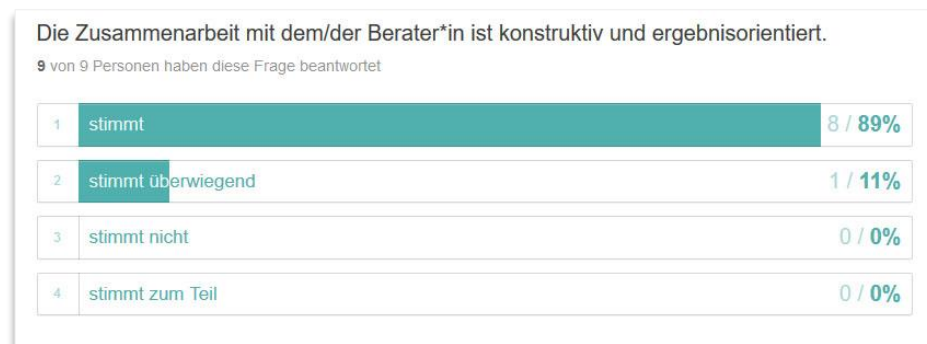 Die Zusammenarbeit mit dem/der Berater*in ist konstruktiv und ergebnisorientiert.
9 von 9 Personen haben diese Frage beantwortet
1 stimmt 8 / 89%
2 stimmt überwiegend 1 / 11%
3 stimmt nicht 0 / 0%
4 stimmt zum Teil 0 / 0%